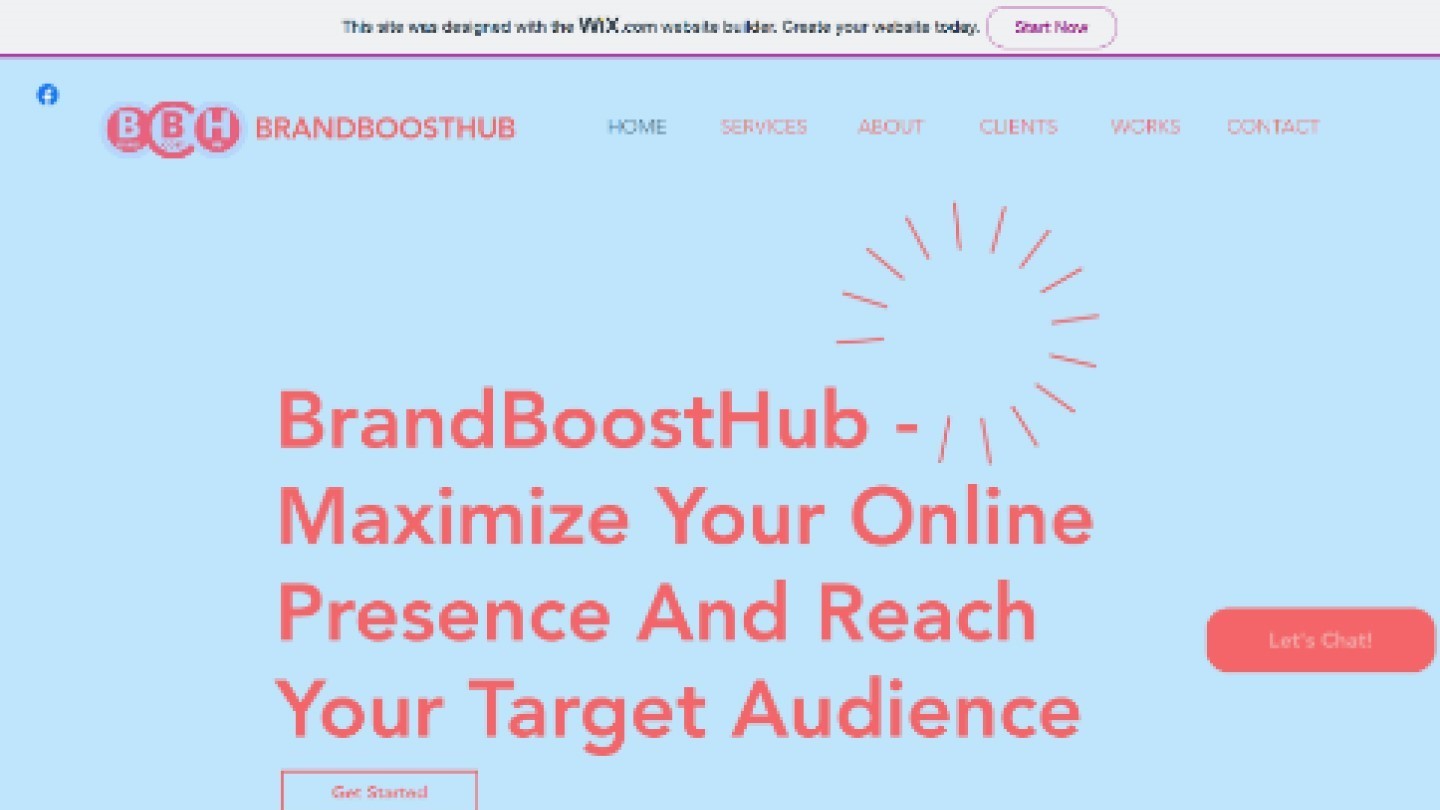 This site was designed with the WiX.com website builder. Create your website today. Start Now
BBH BRANDBOOSTHUB HOME SERVICES ABOUT CLIENTS WORKS CONTACT
BrandBoostHub -
Maximize Your Online
Presence And Reach
Your Target Audience
Let's Chat!
Get Started